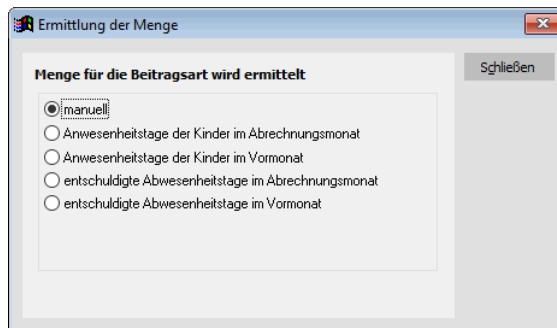 Ermittlung der Menge
Schließen
Menge für die Beitragsart wird ermittelt
manuell
Anwesenheitstage der Kinder im Abrechnungsmonat
Anwesenheitstage der Kinder im Vormonat
entschuldigte Abwesenheitstage im Abrechnungsmonat
entschuldigte Abwesenheitstage im Vormonat